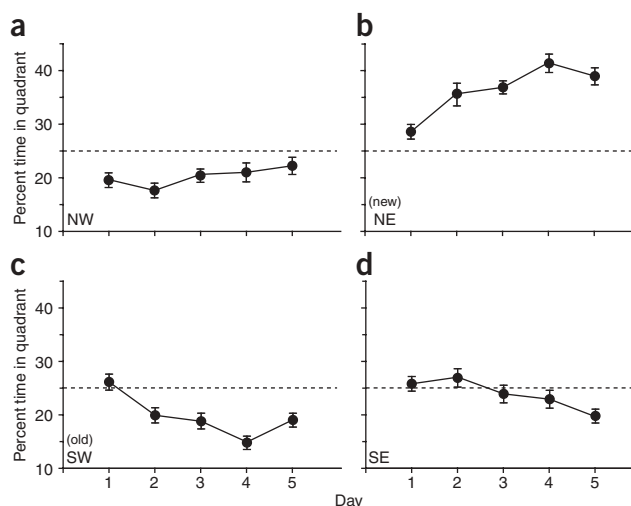 a
b
Percent time in quadrant
40
30
20
10
NW
(new)
NE
c
d
Percent time in quadrant
40
30
20
10
(old)
SW
SE
1 2 3 4 5
1 2 3 4 5
Day